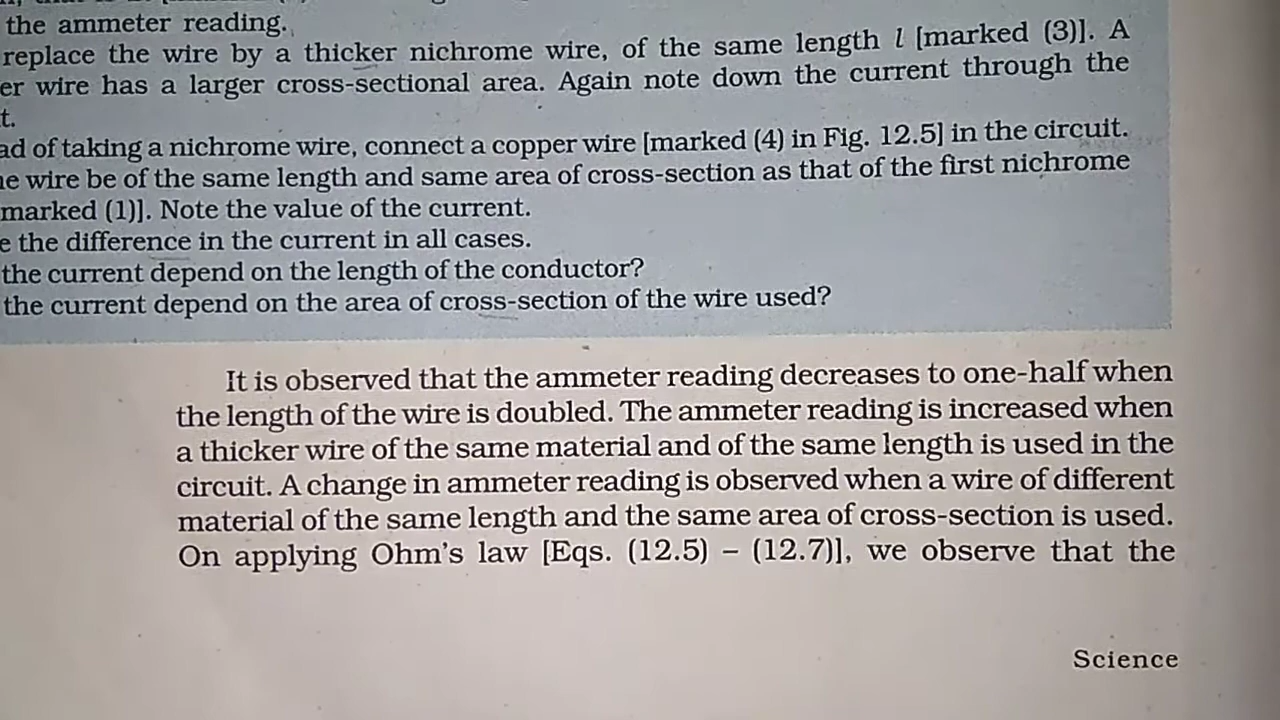 the ammeter reading.
replace the wire by a thicker nichrome wire, of the same length l [marked (3)]. A
er wire has a larger cross-sectional area. Again note down the current through the
t.
ad of taking a nichrome wire, connect a copper wire [marked (4) in Fig. 12.5] in the circuit.
e wire be of the same length and same area of cross-section as that of the first nichrome
marked (1)]. Note the value of the current.
e the difference in the current in all cases.
the current depend on the length of the conductor?
the current depend on the area of cross-section of the wire used?
It is observed that the ammeter reading decreases to one-half when
the length of the wire is doubled. The ammeter reading is increased when
a thicker wire of the same material and of the same length is used in the
circuit. A change in ammeter reading is observed when a wire of different
material of the same length and the same area of cross-section is used.
On applying Ohm's law [Eqs. (12.5) – (12.7)], we observe that the
Science